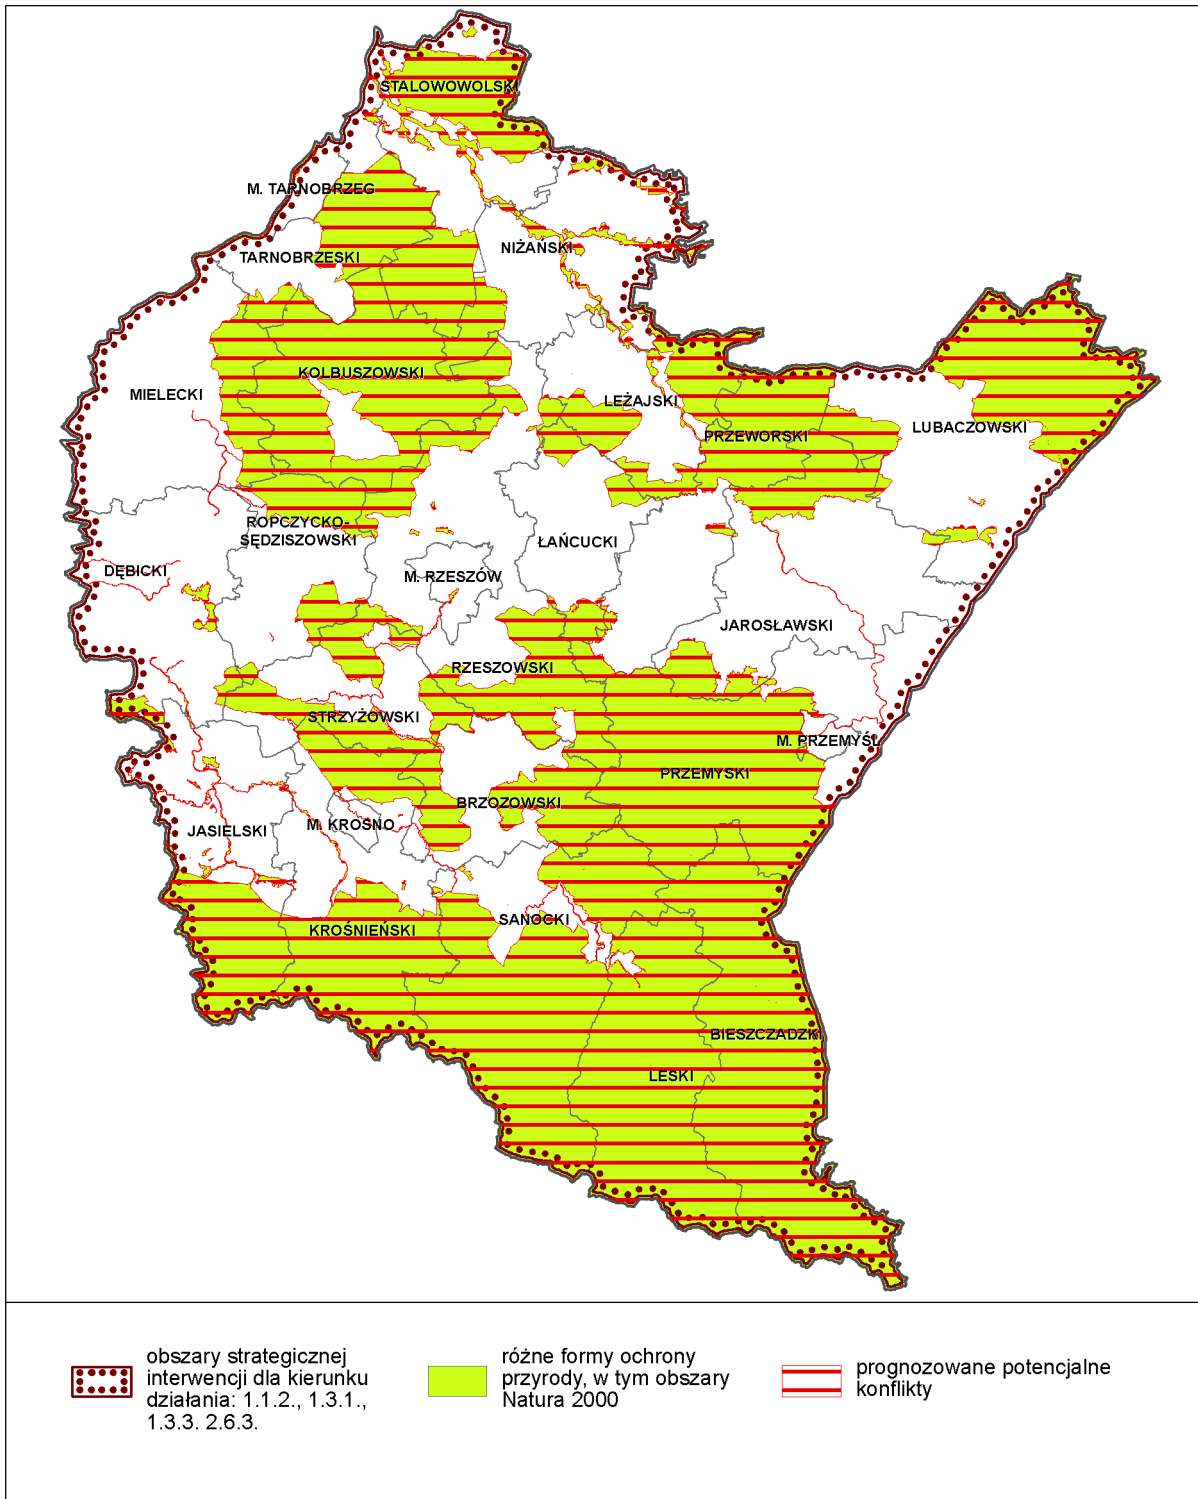 STALOWOWOLSKI
M. TARNOBRZEG
NIŻAŃSKI
TARNOBRZESKI
KOLBUSZOWSKI
MIELECKI
LEŻAJSKI
LUBACZOWSKI
PRZEWORSKI
ROPCZYCKO-
SĘDZISZOWSKI
ŁAŃCUCKI
DĘBICKI
M. RZESZÓW
JAROSŁAWSKI
RZESZOWSKI
STRZYŻOWSKI
M. PRZEMYŚL
PRZEMYSKI
BRZOZOWSKI
JASIELSKI
M. KROSNO
SANOCKI
KROŚNIEŃSKI
BIESZCZADZKI
LESKI
obszary strategicznej
interwencji dla kierunku
działania: 1.1.2., 1.3.1.,
1.3.3. 2.6.3.
różne formy ochrony
przyrody, w tym obszary
Natura 2000
prognozowane potencjalne
konflikty